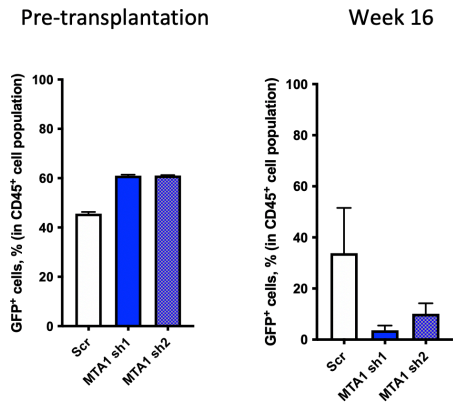 Pre-transplantation
GFP⁺ cells, % (in CD45⁺ cell population)
100
80
60
40
20
0
Scr
MTA1 sh1
MTA1 sh2
Week 16
GFP⁺ cells, % (in CD45⁺ cell population)
100
80
60
40
20
0
Scr
MTA1 sh1
MTA1 sh2